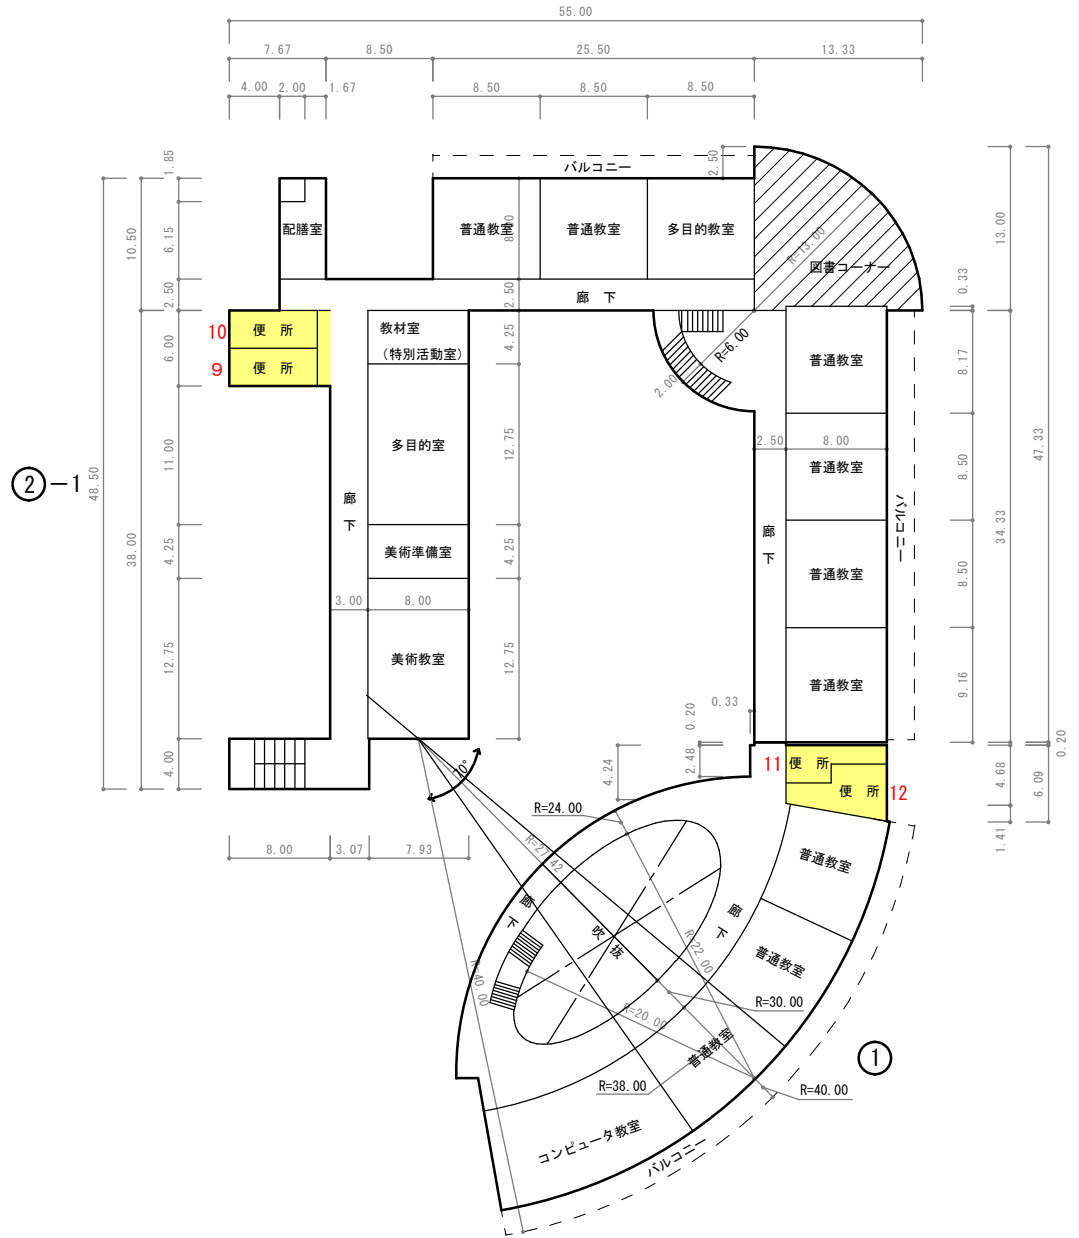 55.00
7.67 8.50 25.50 13.33
4.00 2.00 1.67 8.50 8.50 8.50
1.85
10.50
6.15
2.50
48.50
38.00
6.00
11.00
4.25
12.75
4.00
バルコニー
2.50
配膳室
普通教室
普通教室
多目的教室
8.00
R=13.00
図書コーナー
13.00
0.33
2.50
廊 下
10
便 所
9
便 所
教材室
(特別活動室)
4.25
R=6.00
2.00
普通教室
8.17
47.33
多目的室
12.75
2.50
8.00
普通教室
8.50
34.33
バルコニー
②-1
廊
下
美術準備室
4.25
廊
下
普通教室
8.50
3.00
8.00
美術教室
12.75
普通教室
9.16
0.33
0.20
2.48
4.24
11
便 所
便 所
12
0.20
4.68
6.09
1.41
70°
8.00 3.07 7.93
R=24.00
R=27.42
普通教室
廊
下
廊
下
吹
抜
普通教室
R=22.00
R=40.00
R=30.00
R=20.00
普通教室
①
R=38.00
R=40.00
コンピュータ教室
バルコニー